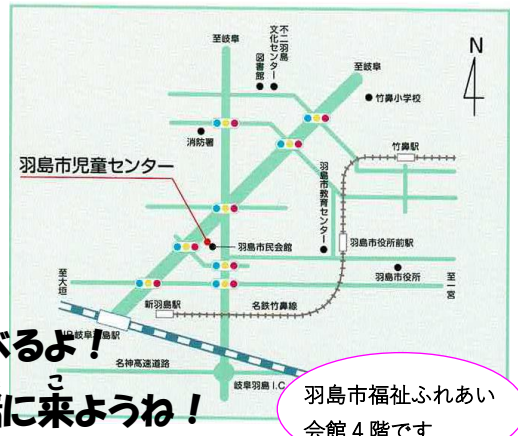 至岐阜
不二羽島
文化センター
図書館
至岐阜
N
竹鼻小学校
消防署
竹鼻駅
羽島市児童センター
羽島市教育センター
羽島市民会館
羽島市役所前駅
羽島市役所
至大垣
至一宮
新羽島駅
名鉄竹鼻線
JR岐阜羽島駅
べるよ！
名神高速道路
岐阜羽島I.C
こ
緒に来ようね！
羽島市福祉ふれあい
会館４階です